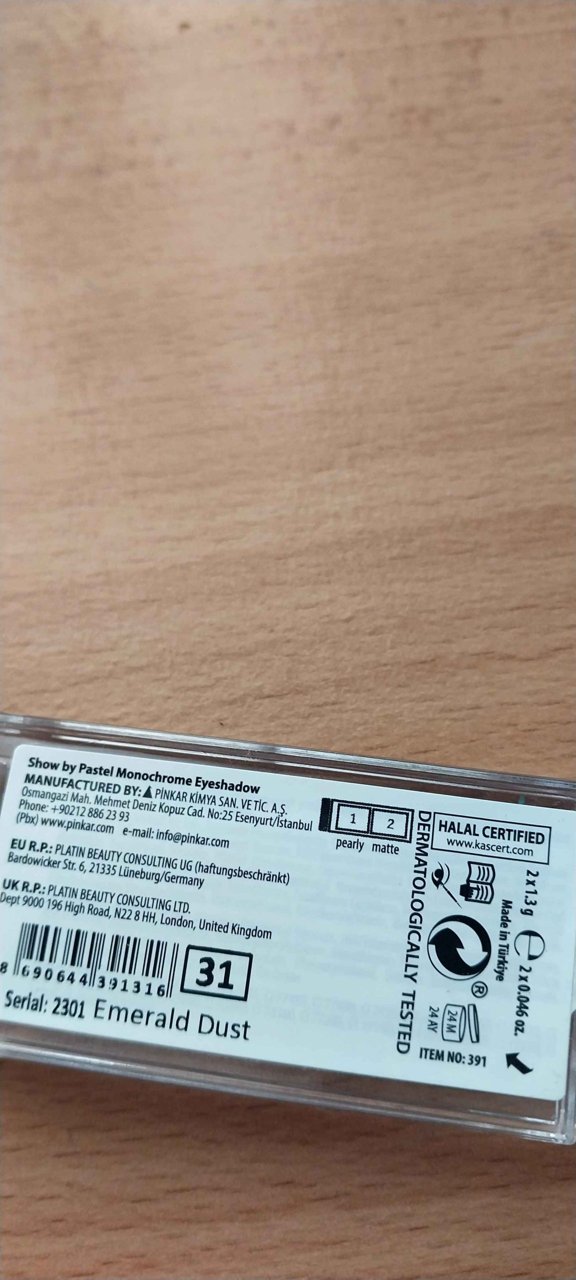 Show by Pastel Monochrome Eyeshadow
MANUFACTURED BY: PİNKAR KİMYA SAN. VE TİC. A.Ş.
Osmangazi Mah. Mehmet Deniz Kopuz Cad. No:25 Esenyurt/İstanbul
Phone: +90212 886 23 93
(Pbx) www.pinkar.com e-mail: info@pinkar.com
EU R.P.: PLATIN BEAUTY CONSULTING UG (haftungsbeschränkt)
Bardowicker Str. 6, 21335 Lüneburg/Germany
UK R.P.: PLATIN BEAUTY CONSULTING LTD.
Dept 9000 196 High Road, N22 8 HH, London, United Kingdom
8 690644 391316
31
Serial: 2301 Emerald Dust
1 2
pearly matte
DERMATOLOGICALLY TESTED
HALAL CERTIFIED
www.kascert.com
®
24 M
24 AY
ITEM NO: 391
2 x 1.3 g e 2 x 0.046 oz.
Made in Türkiye